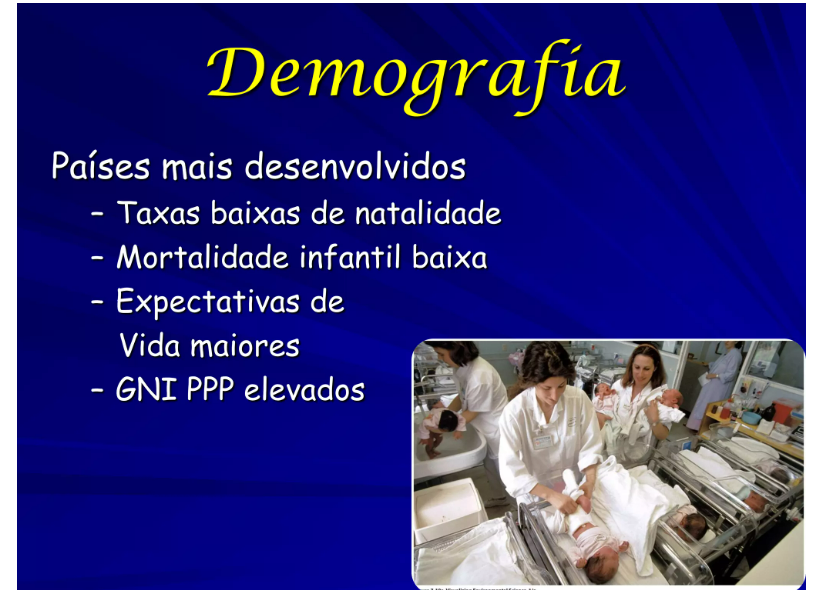 Demografia
Países mais desenvolvidos
– Taxas baixas de natalidade
– Mortalidade infantil baixa
– Expectativas de
Vida maiores
– GNI PPP elevados